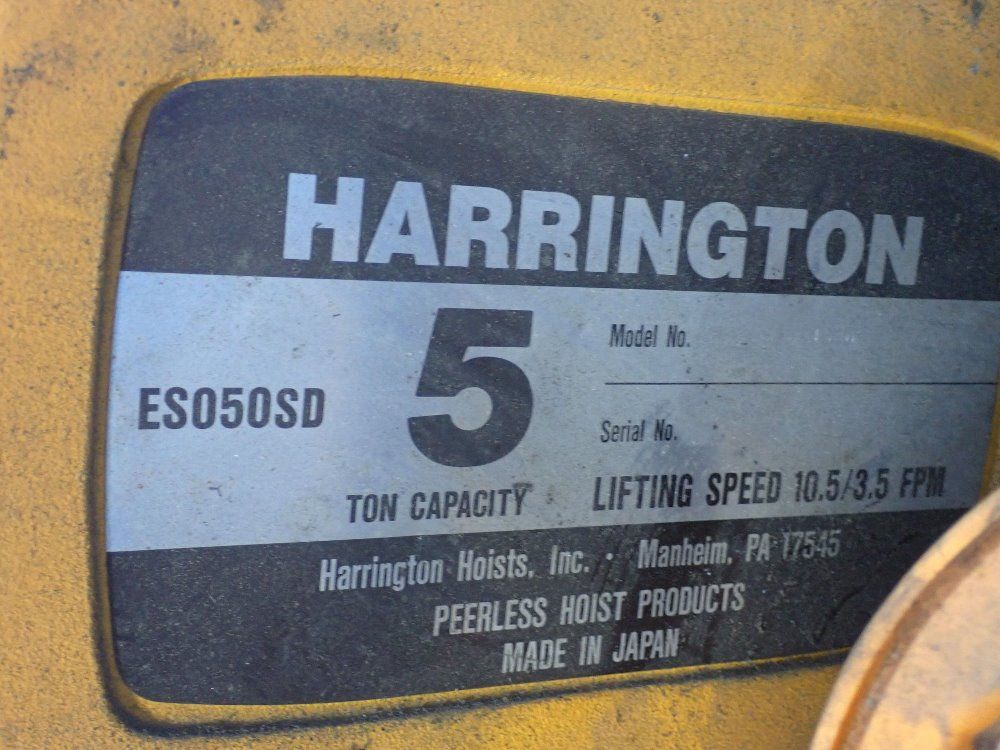 HARRINGTON
ES050SD
5
TON CAPACITY
Model No.
Serial No.
LIFTING SPEED 10.5/3.5 FPM
Harrington Hoists, Inc. · Manheim, PA 17545
PEERLESS HOIST PRODUCTS
MADE IN JAPAN